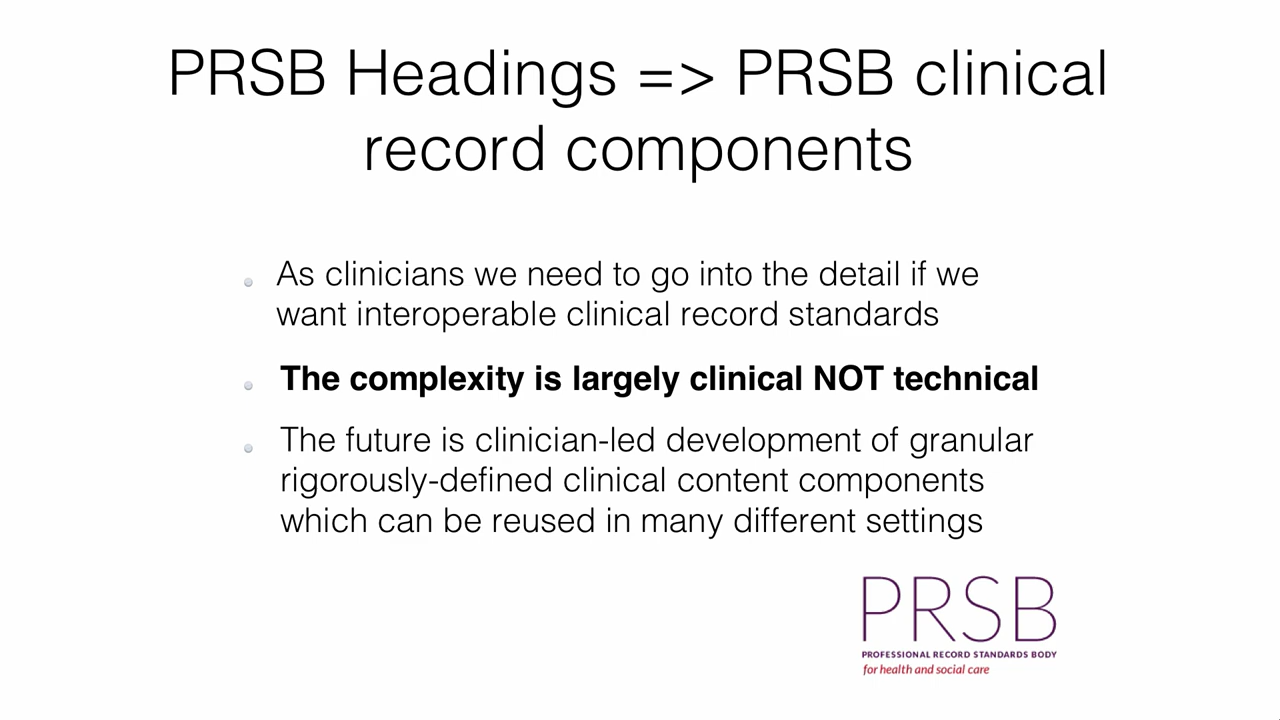 PRSB Headings => PRSB clinical
record components
As clinicians we need to go into the detail if we
want interoperable clinical record standards
The complexity is largely clinical NOT technical
The future is clinician-led development of granular
rigorously-defined clinical content components
which can be reused in many different settings
PRSB
PROFESSIONAL RECORD STANDARDS BODY
for health and social care